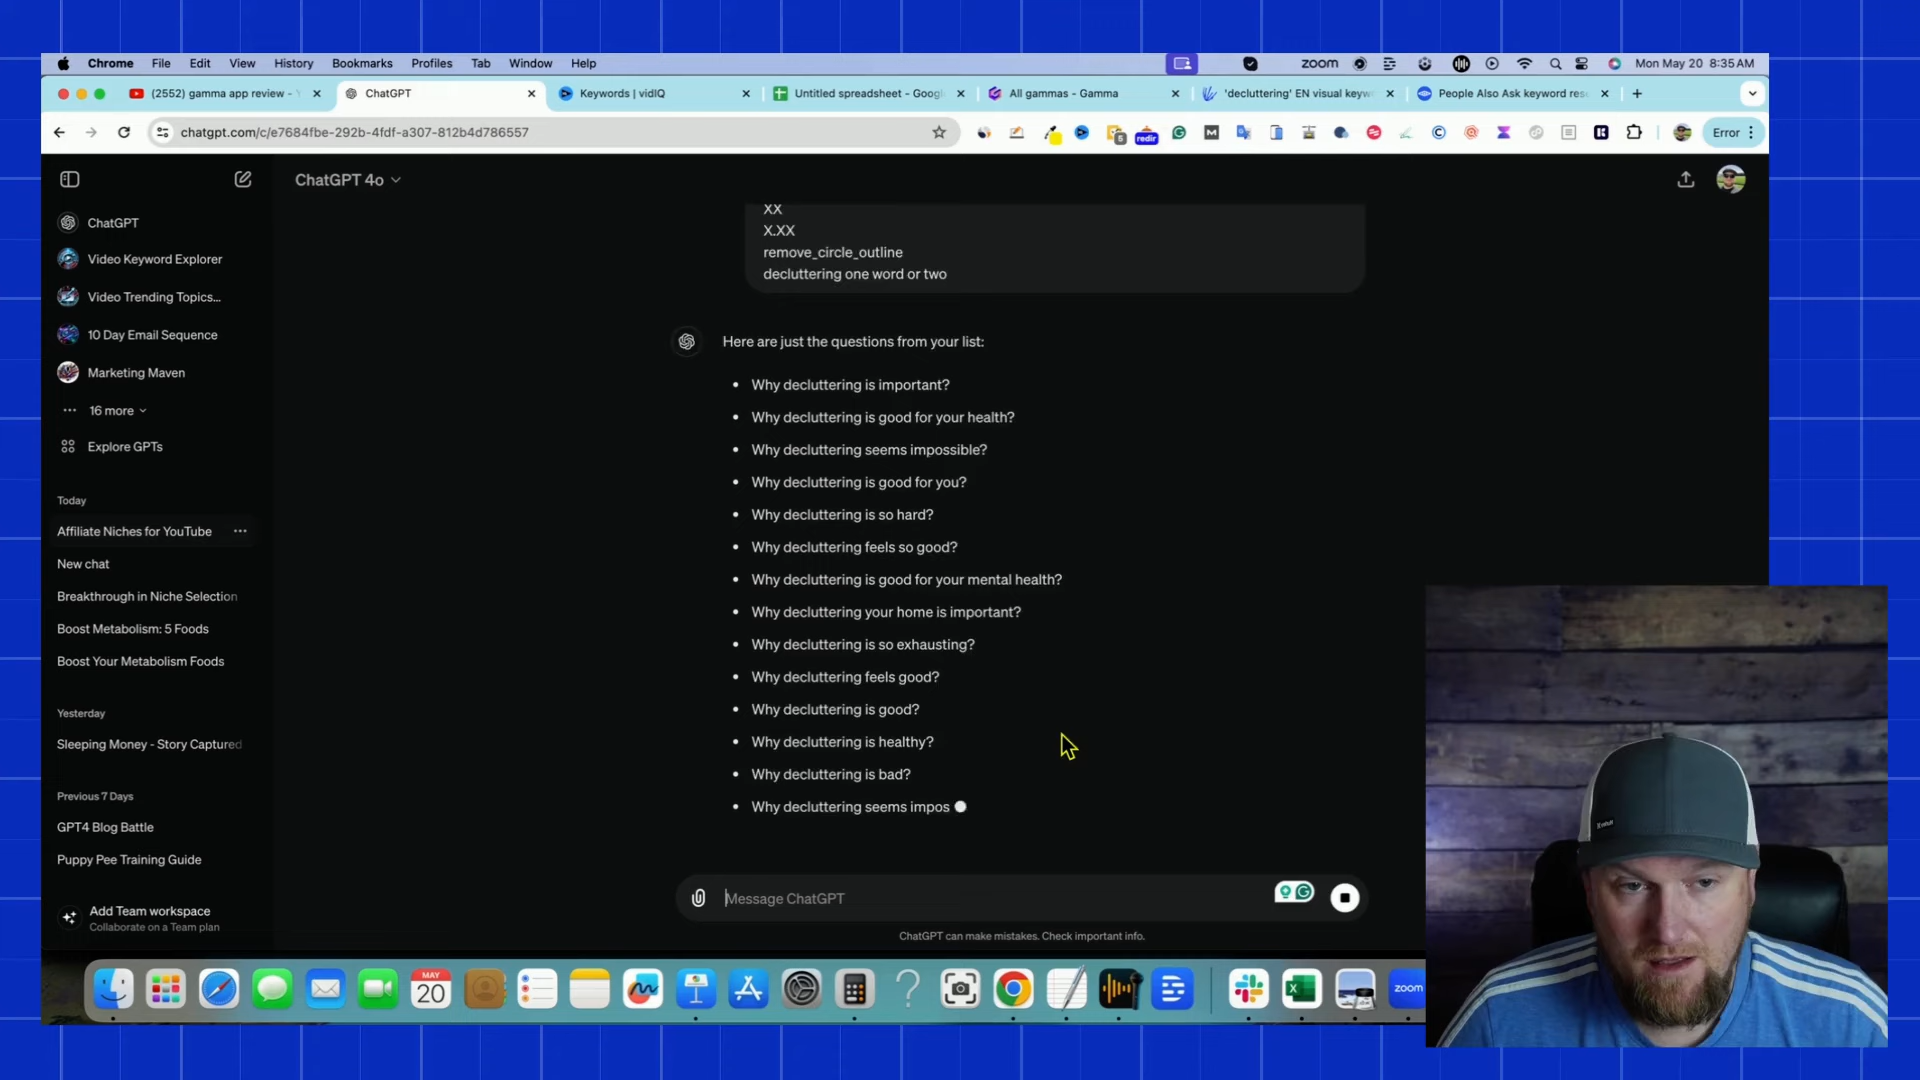 Chrome File Edit View History Bookmarks Profiles Tab Window Help zoom Mon May 20 8:35 AM
(2552) gamma app review - ChatGPT Keywords | vidIQ Untitled spreadsheet - Goog All gammas - Gamma 'decluttering' EN visual keyw People Also Ask keyword res
chatgpt.com/c/e7684fbe-292b-4fdf-a307-812b4d786557 5 redir M Error
ChatGPT 4o
ChatGPT
Video Keyword Explorer
Video Trending Topics...
10 Day Email Sequence
Marketing Maven
16 more
Explore GPTs
Today
Affiliate Niches for YouTube
New chat
Breakthrough in Niche Selection
Boost Metabolism: 5 Foods
Boost Your Metabolism Foods
Yesterday
Sleeping Money - Story Captured
Previous 7 Days
GPT4 Blog Battle
Puppy Pee Training Guide
Add Team workspace
Collaborate on a Team plan
XX
X.XX
remove_circle_outline
decluttering one word or two
Here are just the questions from your list:
• Why decluttering is important?
• Why decluttering is good for your health?
• Why decluttering seems impossible?
• Why decluttering is good for you?
• Why decluttering is so hard?
• Why decluttering feels so good?
• Why decluttering is good for your mental health?
• Why decluttering your home is important?
• Why decluttering is so exhausting?
• Why decluttering feels good?
• Why decluttering is good?
• Why decluttering is healthy?
• Why decluttering is bad?
• Why decluttering seems impos
Message ChatGPT
ChatGPT can make mistakes. Check important info.
MAY
20
zoom